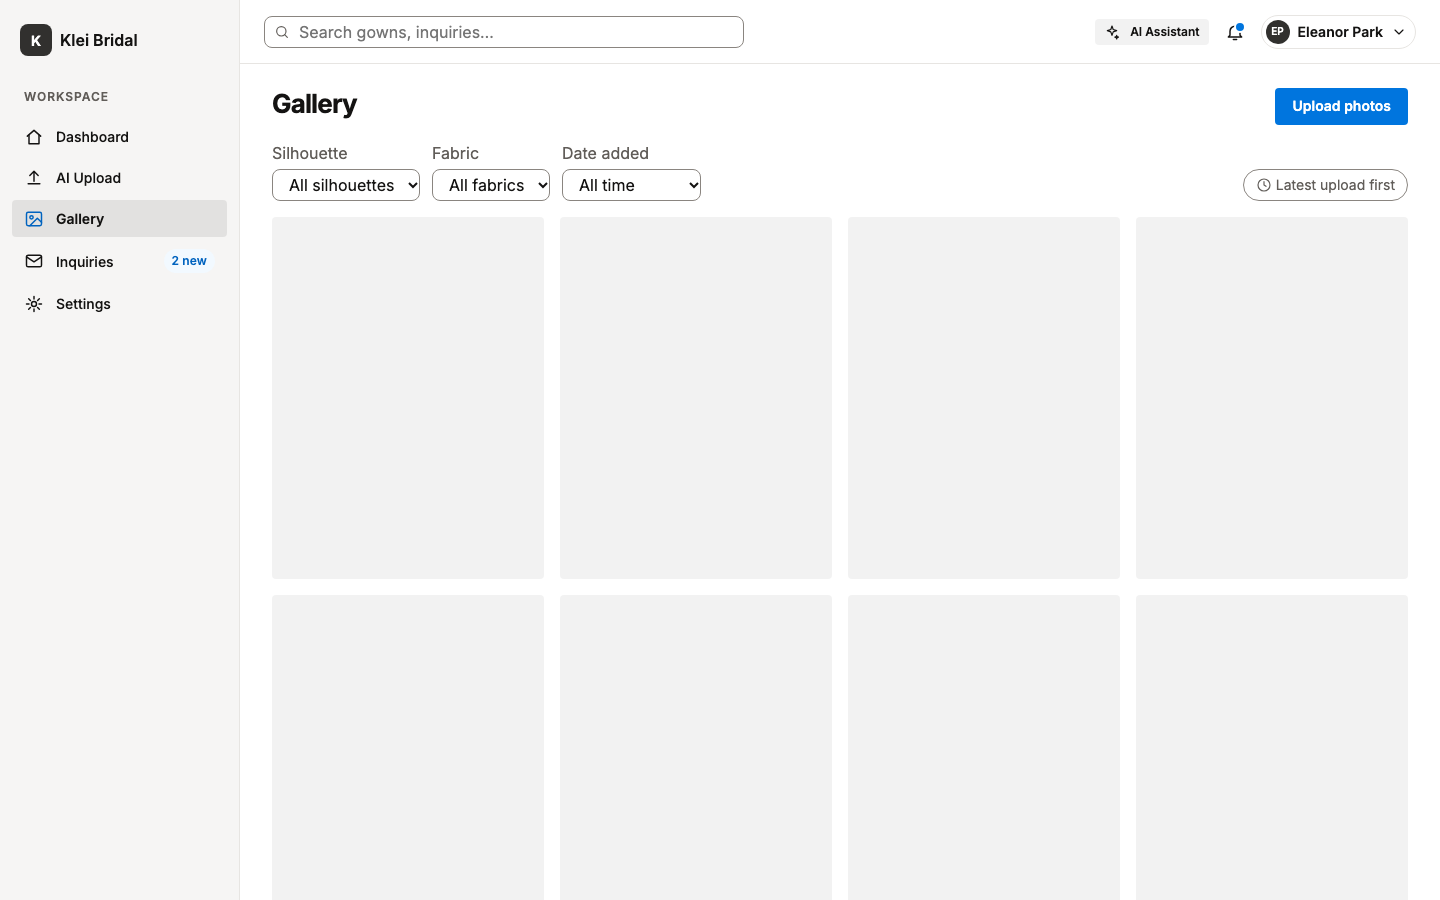 K Klei Bridal
WORKSPACE
Dashboard
AI Upload
Gallery
Inquiries 2 new
Settings
Search gowns, inquiries...
AI Assistant
EP Eleanor Park
Gallery
Upload photos
Silhouette Fabric Date added
All silhouettes All fabrics All time
Latest upload first